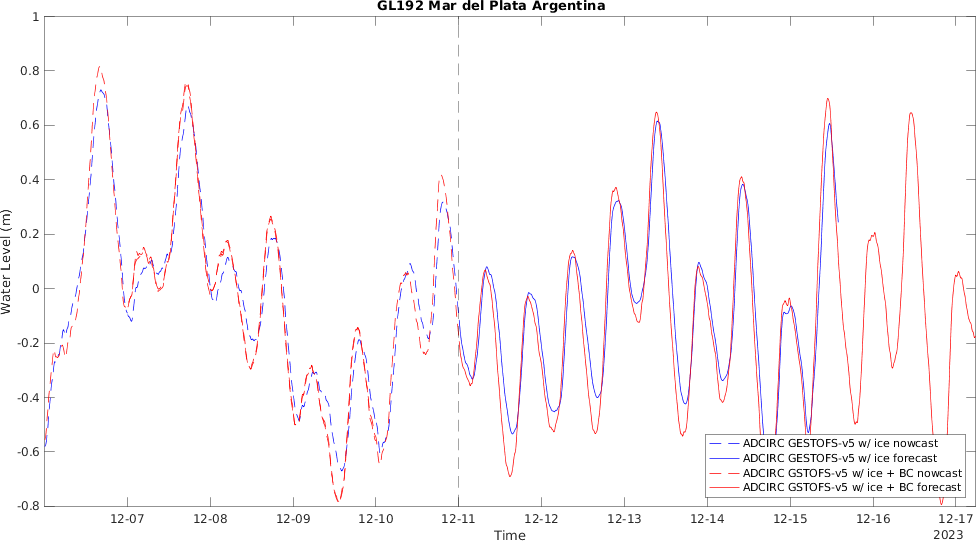 GL192 Mar del Plata Argentina
Water Level (m)
1
0.8
0.6
0.4
0.2
0
-0.2
-0.4
-0.6
-0.8
ADCIRC GESTOFS-v5 w/ ice nowcast
ADCIRC GESTOFS-v5 w/ ice forecast
ADCIRC GSTOFS-v5 w/ ice + BC nowcast
ADCIRC GSTOFS-v5 w/ ice + BC forecast
12-07 12-08 12-09 12-10 12-11 12-12 12-13 12-14 12-15 12-16 12-17
Time 2023